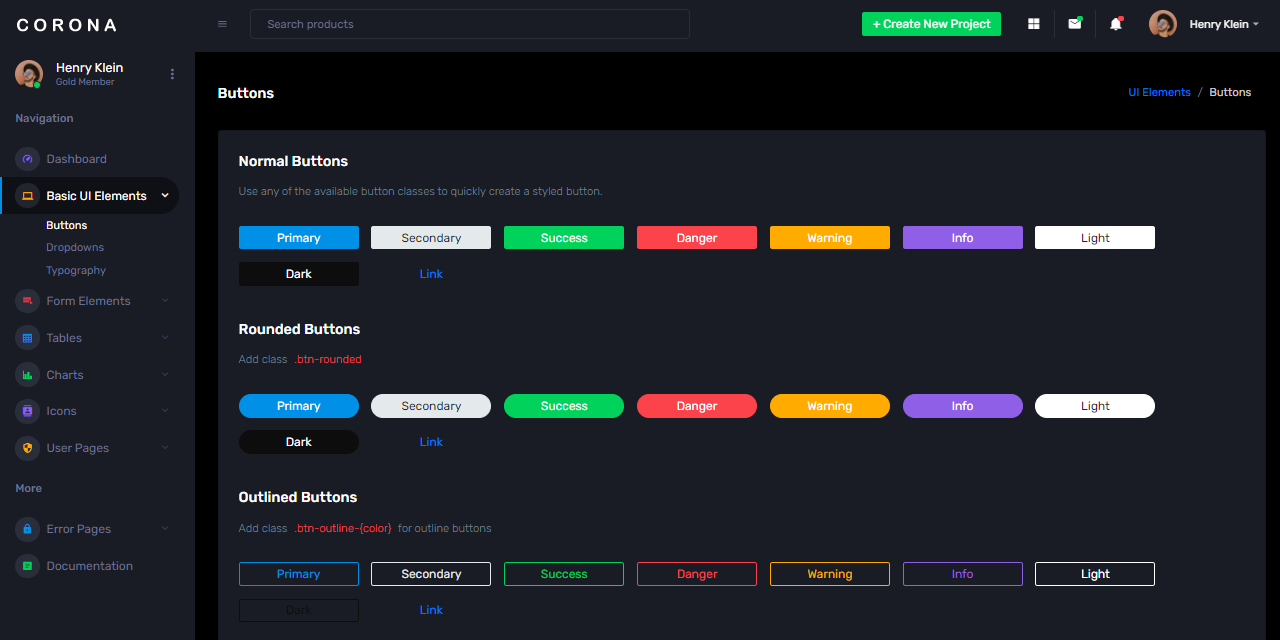 CORONA
Search products
+ Create New Project
Henry Klein
Henry Klein
Gold Member
Navigation
Dashboard
Basic UI Elements
Buttons
Dropdowns
Typography
Form Elements
Tables
Charts
Icons
User Pages
More
Error Pages
Documentation
Buttons
UI Elements / Buttons
Normal Buttons
Use any of the available button classes to quickly create a styled button.
Primary Secondary Success Danger Warning Info Light
Dark Link
Rounded Buttons
Add class .btn-rounded
Primary Secondary Success Danger Warning Info Light
Dark Link
Outlined Buttons
Add class .btn-outline-{color} for outline buttons
Primary Secondary Success Danger Warning Info Light
Dark Link